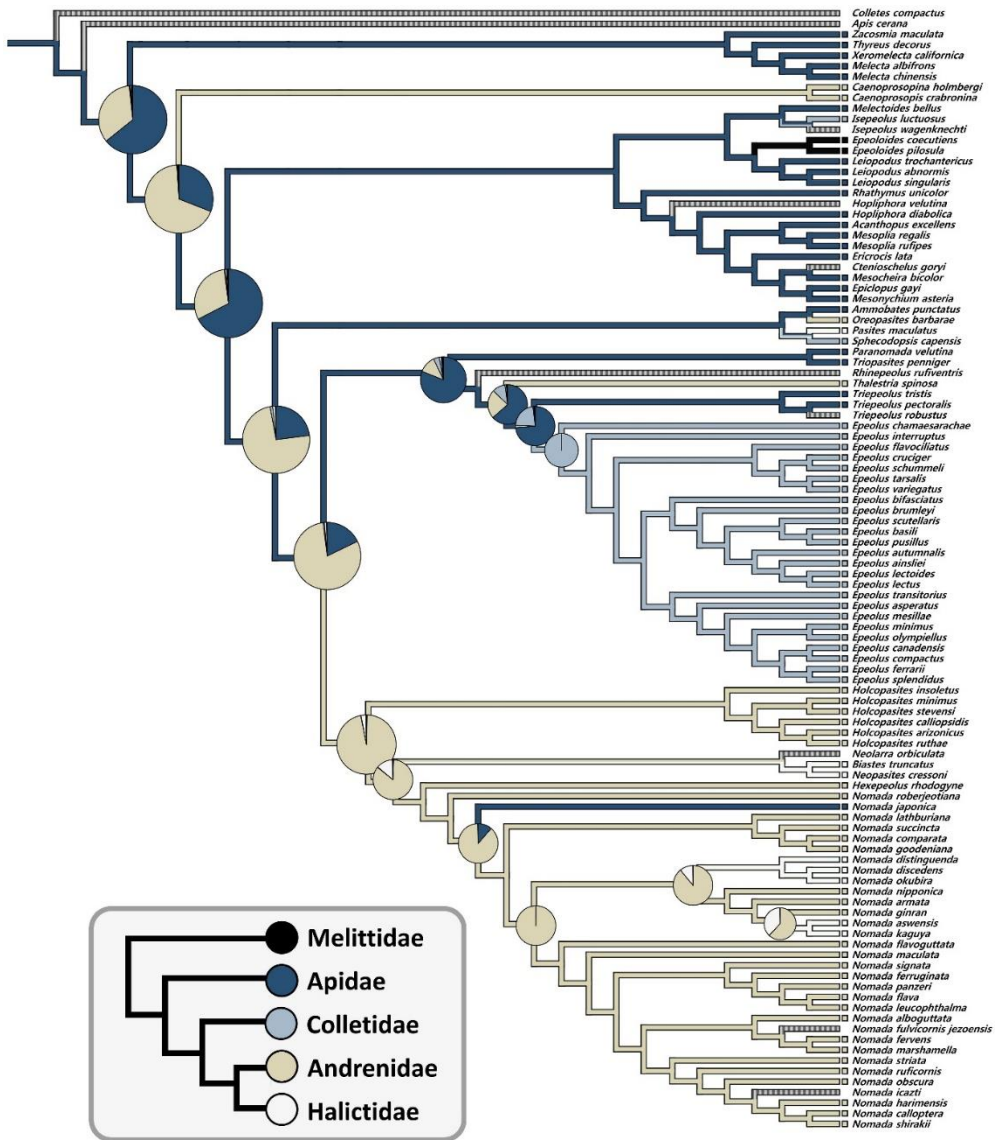 Colletes compactus
Apis cerana
Zacosmia maculata
Thyreus decorus
Xeromelecta californica
Melecta albifrons
Melecta chinensis
Caenoprosopina holmbergi
Caenoprosopis crabronina
Melectoides bellus
Isepeolus luctuosus
Isepeolus wagenknechti
Epeoloides coecutiens
Epeoloides pilosula
Leiopodus trochantericus
Leiopodus abnormis
Leiopodus singularis
Rhathymus unicolor
Hopliphora velutina
Hopliphora diabolica
Acanthopus excellens
Mesoplia regalis
Mesoplia rufipes
Ericrocis lata
Ctenioschelus goryi
Mesocheira bicolor
Epiclopus gayi
Mesonychium asteria
Ammobates punctatus
Oreopasites barbarae
Pasites maculatus
Sphecodopsis capensis
Paranomada velutina
Triopasites penniger
Rhinepeolus rufiventris
Thalestria spinosa
Triepeolus tristis
Triepeolus pectoralis
Triepeolus robustus
Epeolus chamaesarachae
Epeolus interruptus
Epeolus flavociliatus
Epeolus cruciger
Epeolus schummeli
Epeolus tarsalis
Epeolus variegatus
Epeolus bifasciatus
Epeolus brumleyi
Epeolus scutellaris
Epeolus basili
Epeolus pusillus
Epeolus autumnalis
Epeolus ainsliei
Epeolus lectoides
Epeolus lectus
Epeolus transitorius
Epeolus asperatus
Epeolus mesillae
Epeolus minimus
Epeolus olympiellus
Epeolus canadensis
Epeolus compactus
Epeolus ferrarii
Epeolus splendidus
Holcopasites insoletus
Holcopasites minimus
Holcopasites stevensi
Holcopasites calliopsidis
Holcopasites arizonicus
Holcopasites ruthae
Neolarra orbiculata
Biastes truncatus
Neopasites cressoni
Hexepeolus rhodogyne
Nomada roberjeotiana
Nomada japonica
Nomada lathburiana
Nomada succincta
Nomada comparata
Nomada goodeniana
Nomada distinguenda
Nomada discedens
Nomada okubira
Nomada nipponica
Nomada armata
Nomada ginran
Nomada aswensis
Nomada kaguya
Nomada flavoguttata
Nomada maculata
Nomada signata
Nomada ferruginata
Nomada panzeri
Nomada flava
Nomada leucophthalma
Nomada alboguttata
Nomada fulvicornis jezoensis
Nomada fervens
Nomada marshamella
Nomada striata
Nomada ruficornis
Nomada obscura
Nomada icazti
Nomada harimensis
Nomada calloptera
Nomada shirakii
Melittidae
Apidae
Colletidae
Andrenidae
Halictidae